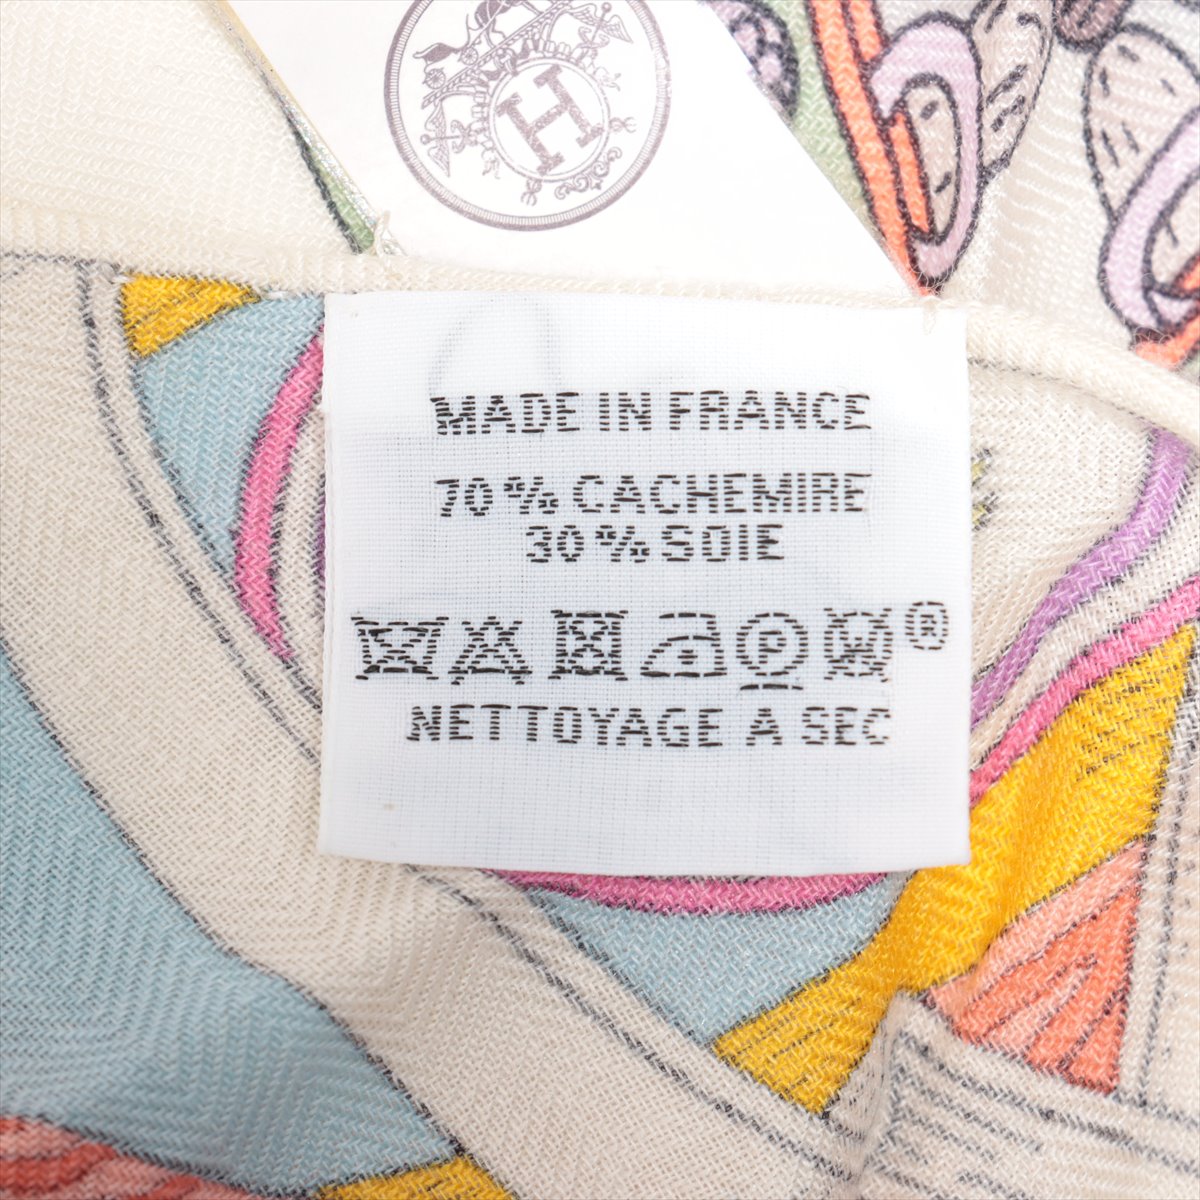 H
MADE IN FRANCE
70 % CACHEMIRE
30 % SOIE
P ®
NETTOYAGE A SEC